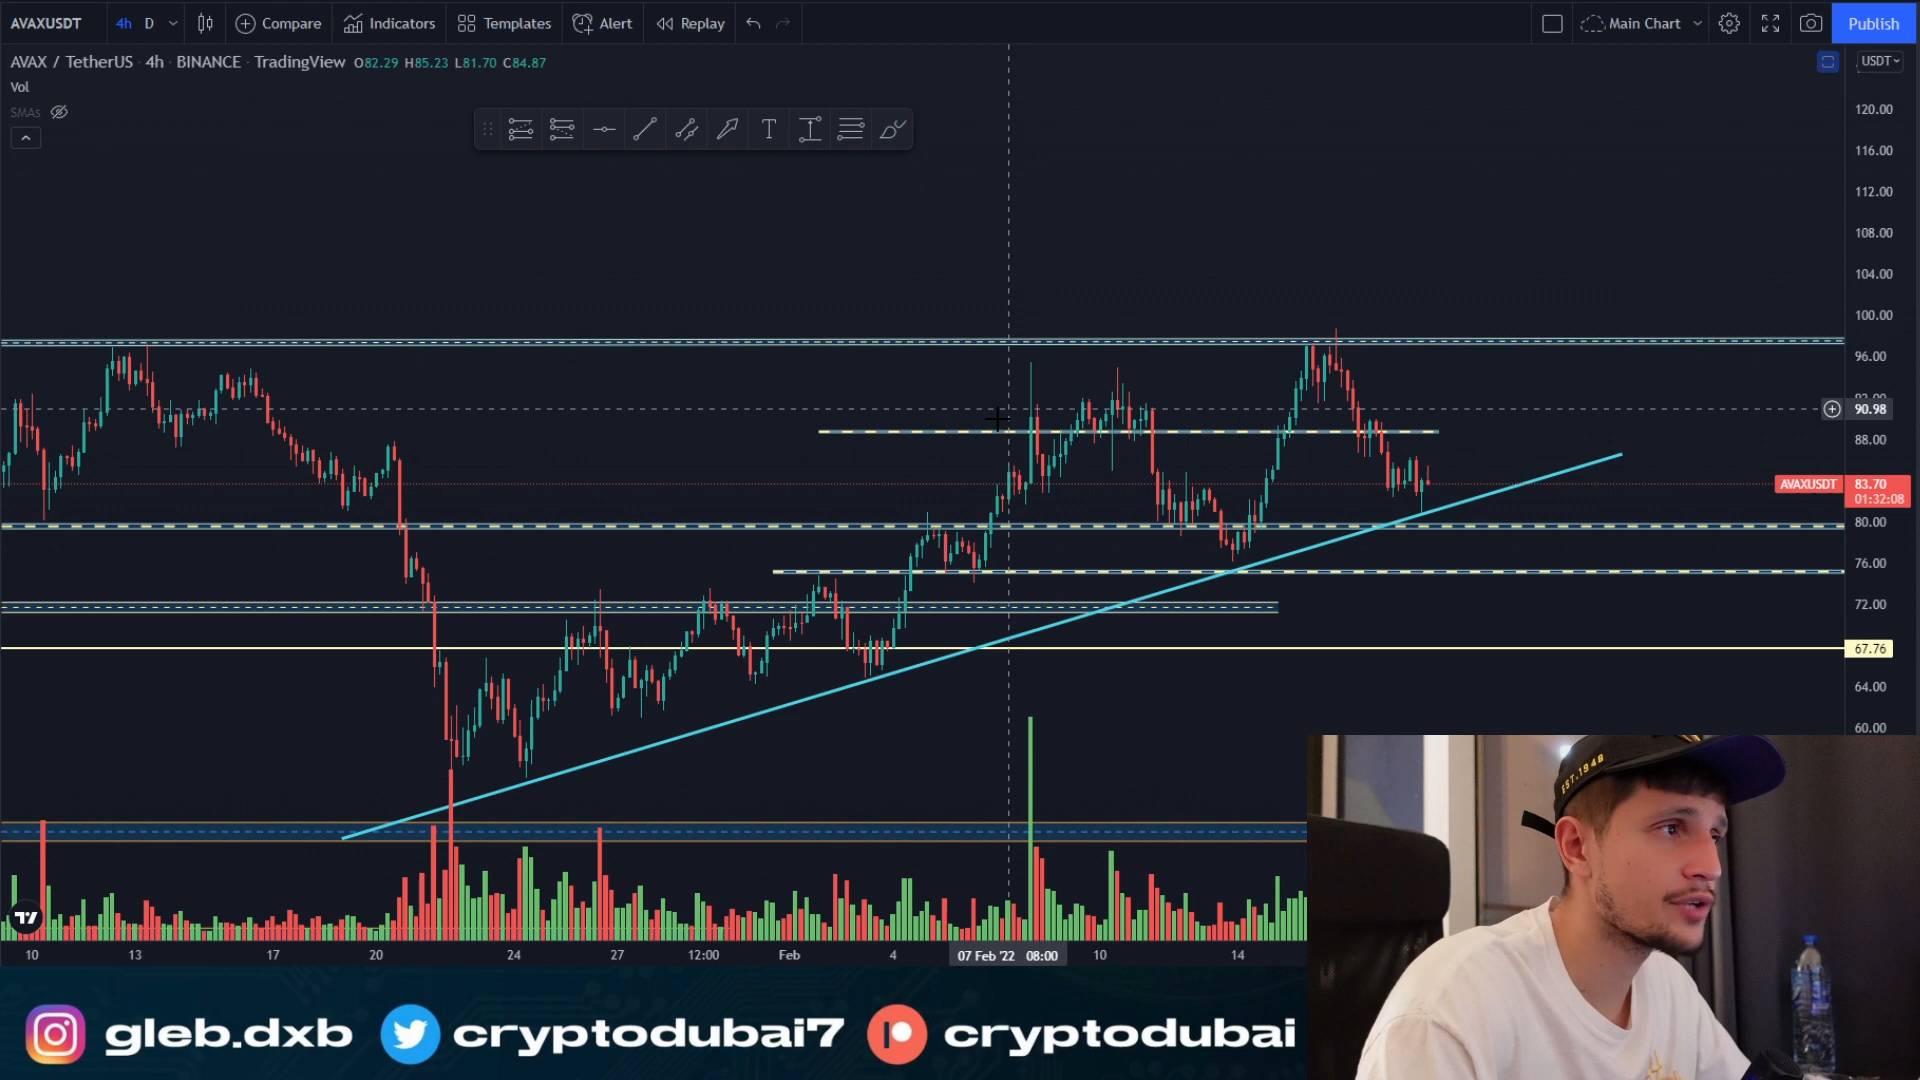 AVAXUSDT 4h D Compare Indicators Templates Alert Replay Main Chart Publish
AVAX / TetherUS · 4h · BINANCE · TradingView O82.29 H85.23 L81.70 C84.87
USDT
Vol
SMAs
T
120.00
116.00
112.00
108.00
104.00
100.00
96.00
90.98
88.00
AVAXUSDT 83.70
01:32:08
80.00
76.00
72.00
67.76
64.00
60.00
EST.1948
10 13 17 20 24 27 12:00 Feb 4 07 Feb '22 08:00 10 14
gleb.dxb cryptodubai7 cryptodubai